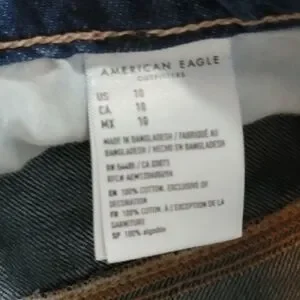 AMERICAN EAGLE
OUTFITTERS
US 10
CA 10
MX 10
MADE IN BANGLADESH / FABRIQUÉ AU
BANGLADESH / HECHO EN BANGLADESH
EN 100% COTTON, EXCLUSIVE OF
DECORATION
FR 100% COTON, À L'EXCEPTION DE LA
GARNITURE
SP 100% algodón